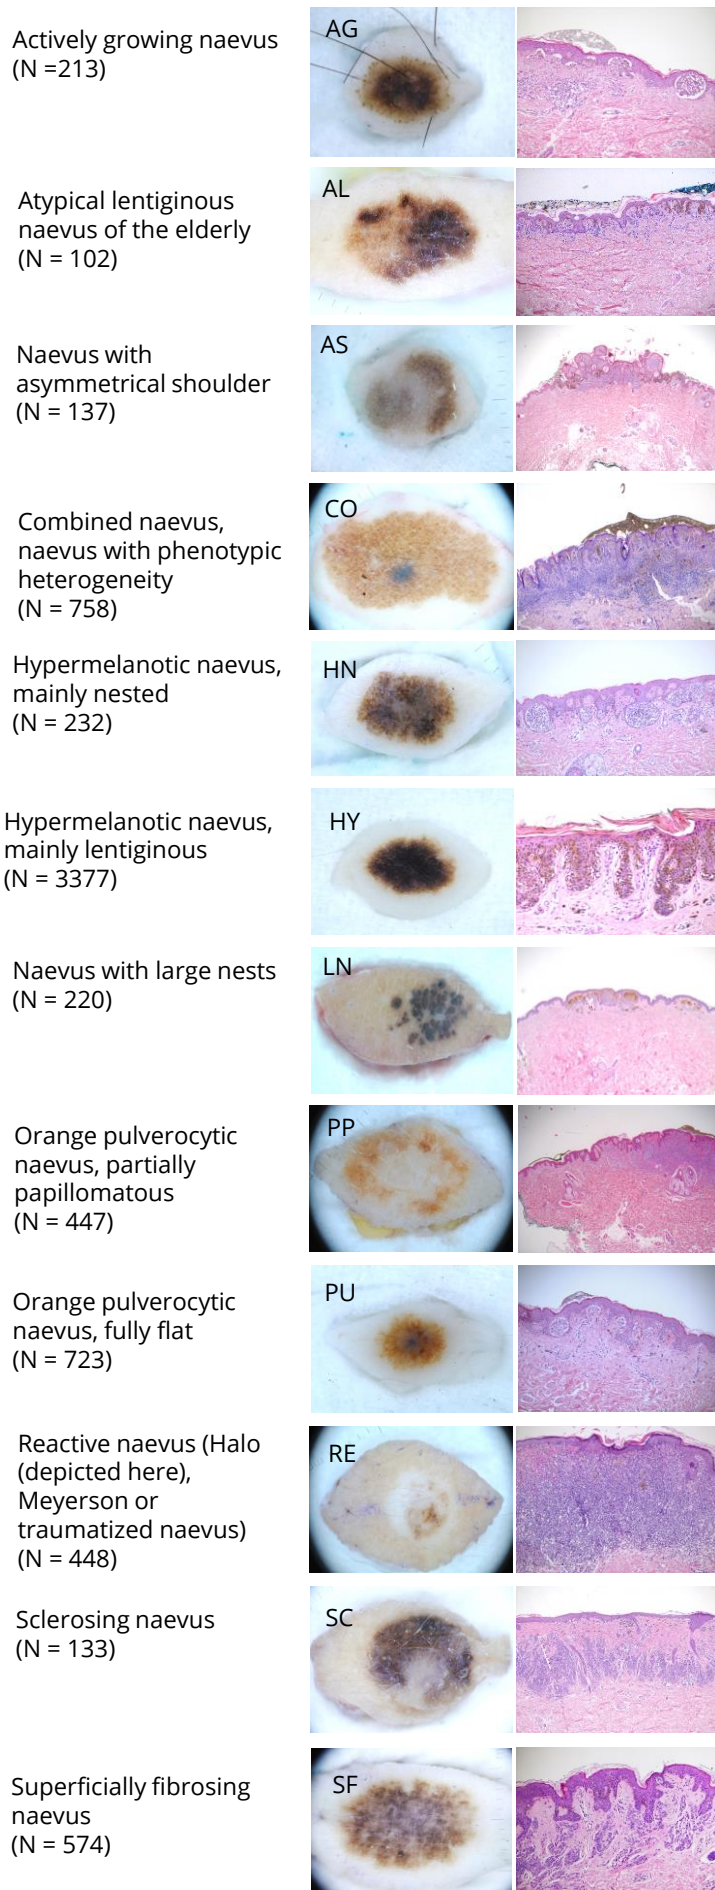 Actively growing naevus
(N =213)
AG
Atypical lentiginous
naevus of the elderly
(N = 102)
AL
Naevus with
asymmetrical shoulder
(N = 137)
AS
Combined naevus,
naevus with phenotypic
heterogeneity
(N = 758)
CO
Hypermelanotic naevus,
mainly nested
(N = 232)
HN
Hypermelanotic naevus,
mainly lentiginous
(N = 3377)
HY
Naevus with large nests
(N = 220)
LN
Orange pulverocytic
naevus, partially
papillomatous
(N = 447)
PP
Orange pulverocytic
naevus, fully flat
(N = 723)
PU
Reactive naevus (Halo
(depicted here),
Meyerson or
traumatized naevus)
(N = 448)
RE
Sclerosing naevus
(N = 133)
SC
Superficially fibrosing
naevus
(N = 574)
SF